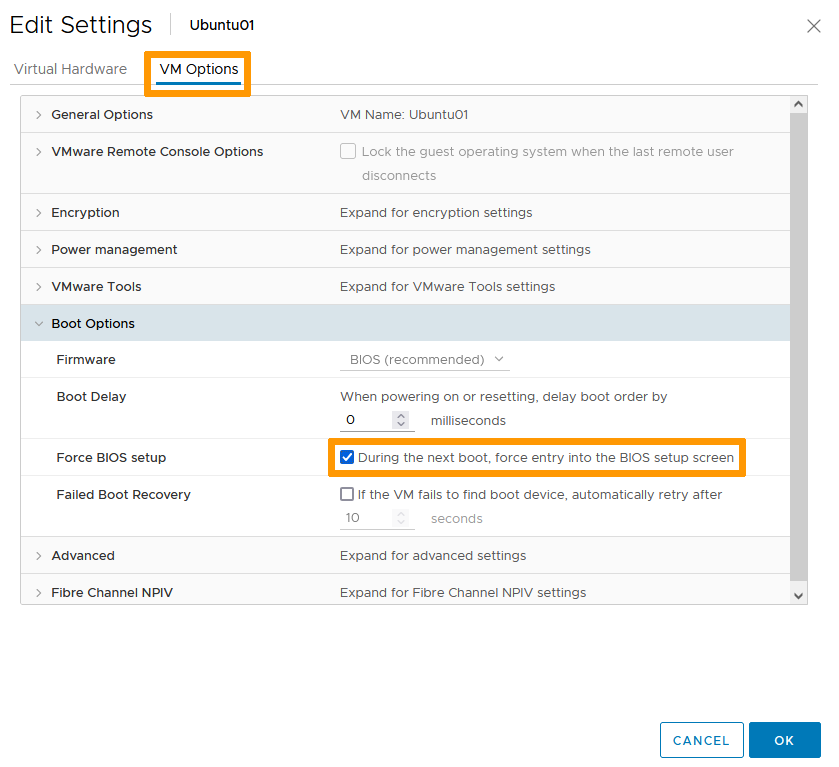 Edit Settings Ubuntu01
Virtual Hardware VM Options
General Options VM Name: Ubuntu01
VMware Remote Console Options Lock the guest operating system when the last remote user
disconnects
Encryption Expand for encryption settings
Power management Expand for power management settings
VMware Tools Expand for VMware Tools settings
Boot Options
Firmware BIOS (recommended)
Boot Delay When powering on or resetting, delay boot order by
0 milliseconds
Force BIOS setup During the next boot, force entry into the BIOS setup screen
Failed Boot Recovery If the VM fails to find boot device, automatically retry after
10 seconds
Advanced Expand for advanced settings
Fibre Channel NPIV Expand for Fibre Channel NPIV settings
CANCEL OK